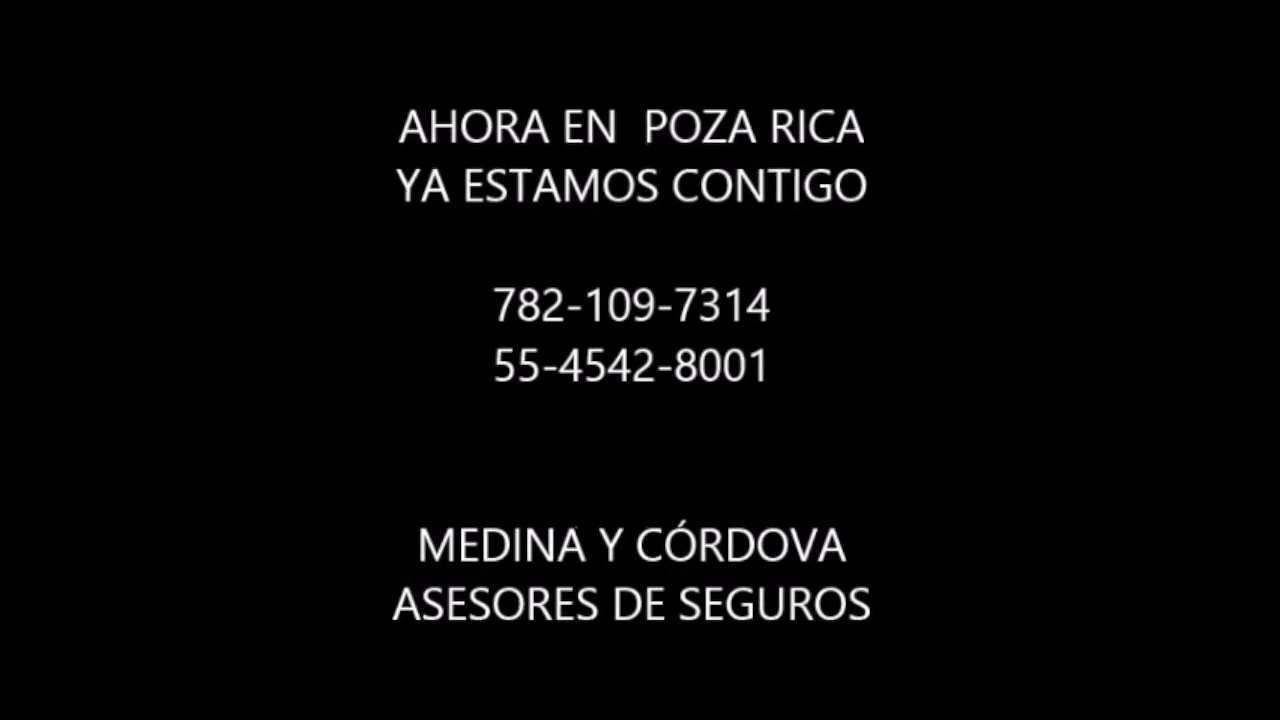 AHORA EN  POZA RICA
YA ESTAMOS CONTIGO
782-109-7314
55-4542-8001
MEDINA Y CÓRDOVA
ASESORES DE SEGUROS